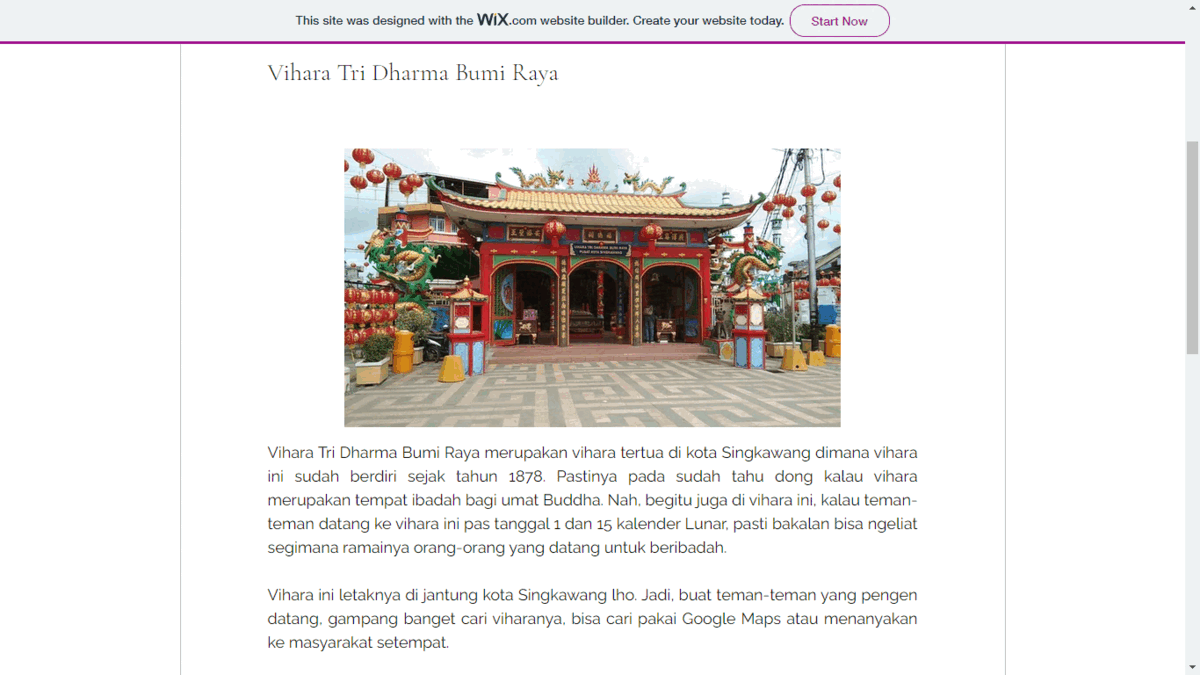 This site was designed with the WiX.com website builder. Create your website today. Start Now
Vihara Tri Dharma Bumi Raya
VIHARA TRI DHARMA BUMI RAYA
Vihara Tri Dharma Bumi Raya merupakan vihara tertua di kota Singkawang dimana vihara
ini sudah berdiri sejak tahun 1878. Pastinya pada sudah tahu dong kalau vihara
merupakan tempat ibadah bagi umat Buddha. Nah, begitu juga di vihara ini, kalau teman-
teman datang ke vihara ini pas tanggal 1 dan 15 kalender Lunar, pasti bakalan bisa ngeliat
segimana ramainya orang-orang yang datang untuk beribadah.
Vihara ini letaknya di jantung kota Singkawang lho. Jadi, buat teman-teman yang pengen
datang, gampang banget cari viharanya, bisa cari pakai Google Maps atau menanyakan
ke masyarakat setempat.